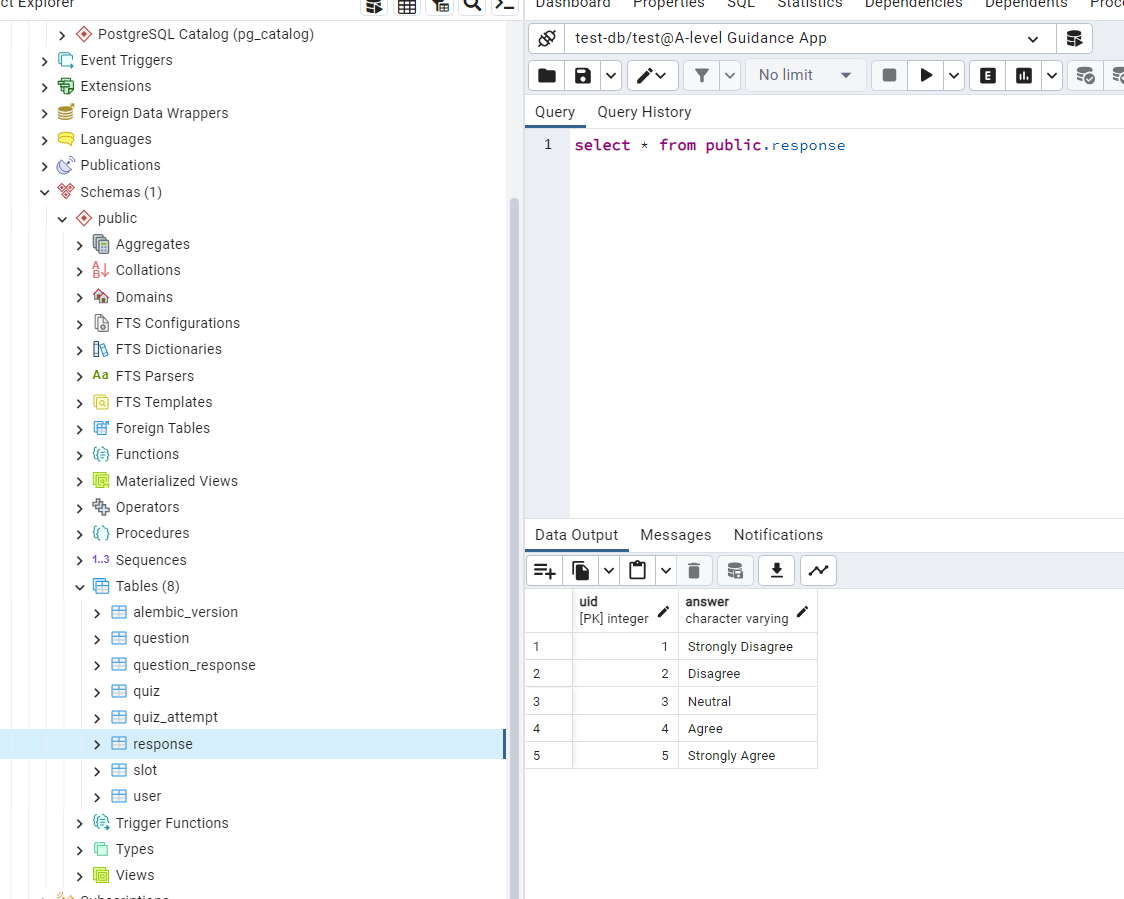 ct Explorer
PostgreSQL Catalog (pg_catalog)
Event Triggers
Extensions
Foreign Data Wrappers
Languages
Publications
Schemas (1)
public
Aggregates
Collations
Domains
FTS Configurations
FTS Dictionaries
Aa FTS Parsers
FTS Templates
Foreign Tables
Functions
Materialized Views
Operators
Procedures
1..3 Sequences
Tables (8)
alembic_version
question
question_response
quiz
quiz_attempt
response
slot
user
Trigger Functions
Types
Views
Subscriptions
Dashboard Properties SQL Statistics Dependencies Dependents Proce
test-db/test@A-level Guidance App
No limit E
Query Query History
1 select * from public.response
Data Output Messages Notifications
uid answer
[PK] integer character varying
1 1 Strongly Disagree
2 2 Disagree
3 3 Neutral
4 4 Agree
5 5 Strongly Agree